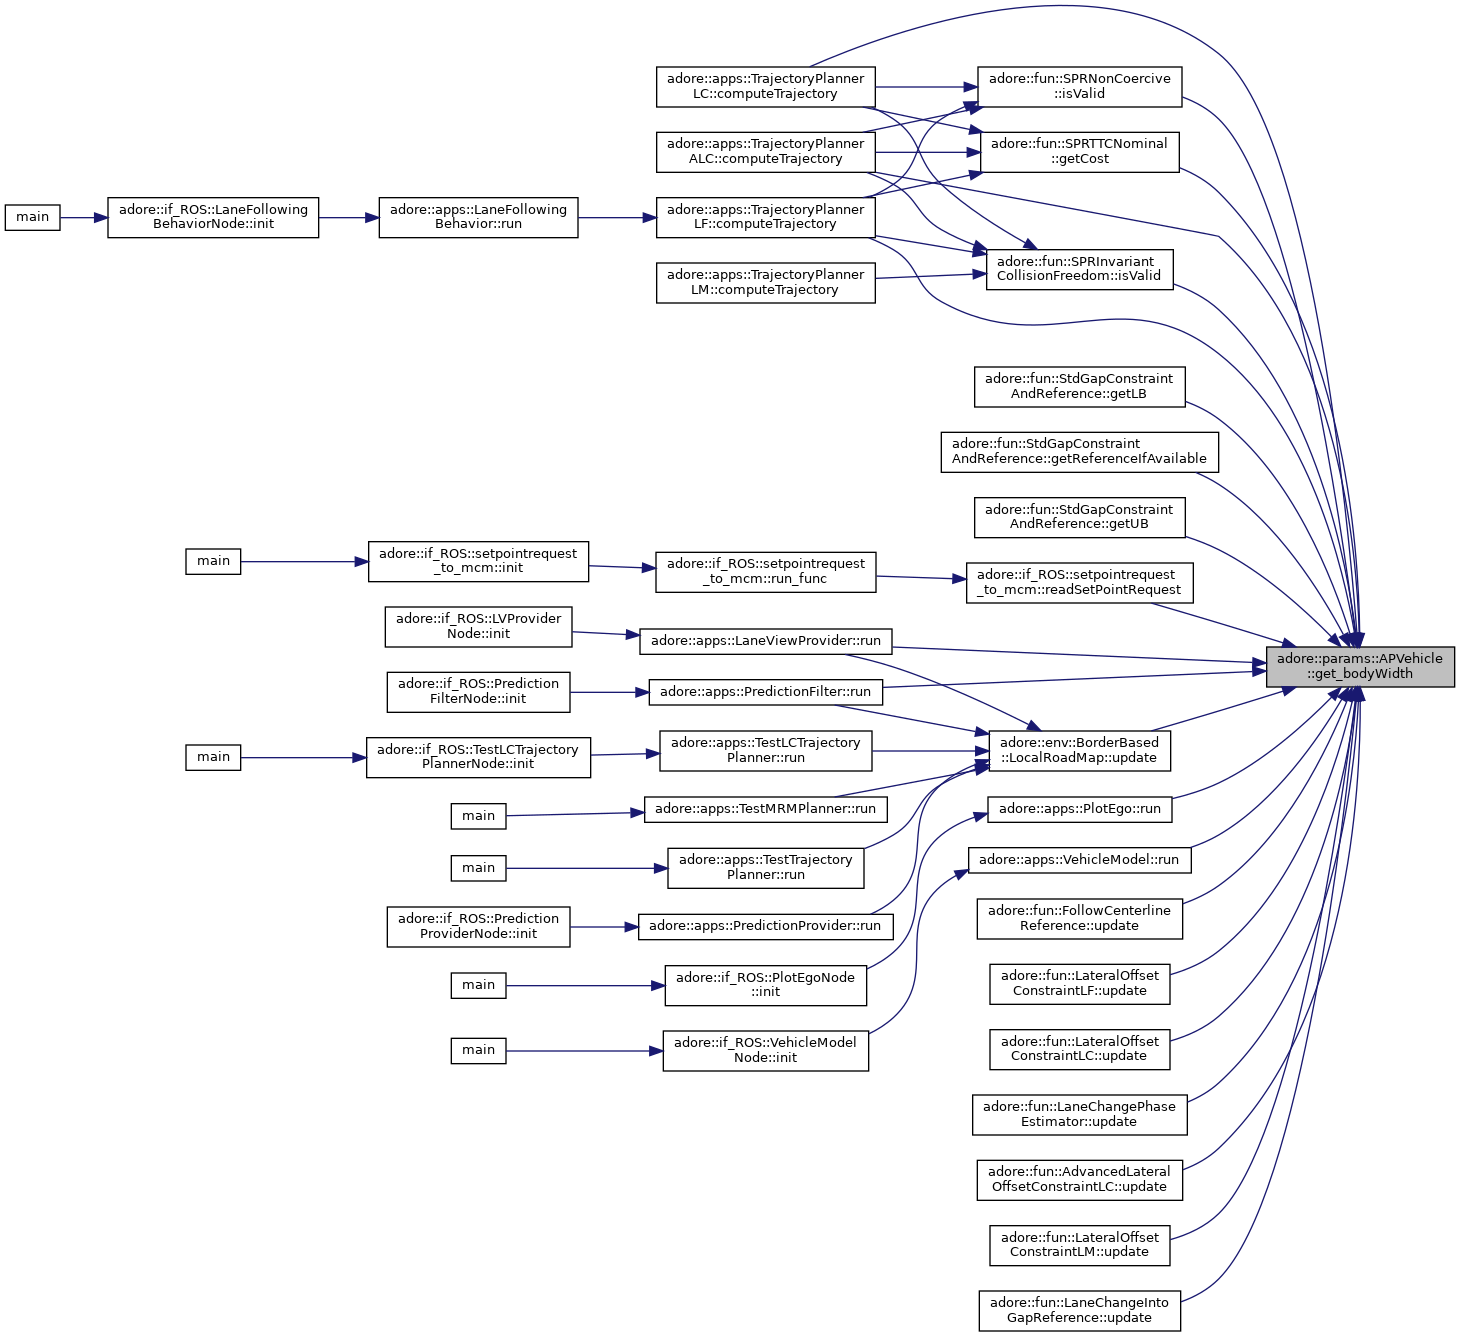 adore::apps::TrajectoryPlanner
LC::computeTrajectory
adore::fun::SPRNonCoercive
::isValid
adore::apps::TrajectoryPlanner
ALC::computeTrajectory
adore::fun::SPRTTCNominal
::getCost
main
adore::if_ROS::LaneFollowing
BehaviorNode::init
adore::apps::LaneFollowing
Behavior::run
adore::apps::TrajectoryPlanner
LF::computeTrajectory
adore::fun::SPRInvariant
CollisionFreedom::isValid
adore::apps::TrajectoryPlanner
LM::computeTrajectory
adore::fun::StdGapConstraint
AndReference::getLB
adore::fun::StdGapConstraint
AndReference::getReferenceIfAvailable
adore::fun::StdGapConstraint
AndReference::getUB
main
adore::if_ROS::setpointrequest
_to_mcm::init
adore::if_ROS::setpointrequest
_to_mcm::run_func
adore::if_ROS::setpointrequest
_to_mcm::readSetPointRequest
adore::if_ROS::LVProvider
Node::init
adore::apps::LaneViewProvider::run
adore::params::APVehicle
::get_bodyWidth
adore::if_ROS::Prediction
FilterNode::init
adore::apps::PredictionFilter::run
main
adore::if_ROS::TestLCTrajectory
PlannerNode::init
adore::apps::TestLCTrajectory
Planner::run
adore::env::BorderBased
::LocalRoadMap::update
main
adore::apps::TestMRMPlanner::run
adore::apps::PlotEgo::run
main
adore::apps::TestTrajectory
Planner::run
adore::apps::VehicleModel::run
adore::if_ROS::Prediction
ProviderNode::init
adore::apps::PredictionProvider::run
adore::fun::FollowCenterline
Reference::update
main
adore::if_ROS::PlotEgoNode
::init
adore::fun::LateralOffset
ConstraintLF::update
main
adore::if_ROS::VehicleModel
Node::init
adore::fun::LateralOffset
ConstraintLC::update
adore::fun::LaneChangePhase
Estimator::update
adore::fun::AdvancedLateral
OffsetConstraintLC::update
adore::fun::LateralOffset
ConstraintLM::update
adore::fun::LaneChangeInto
GapReference::update